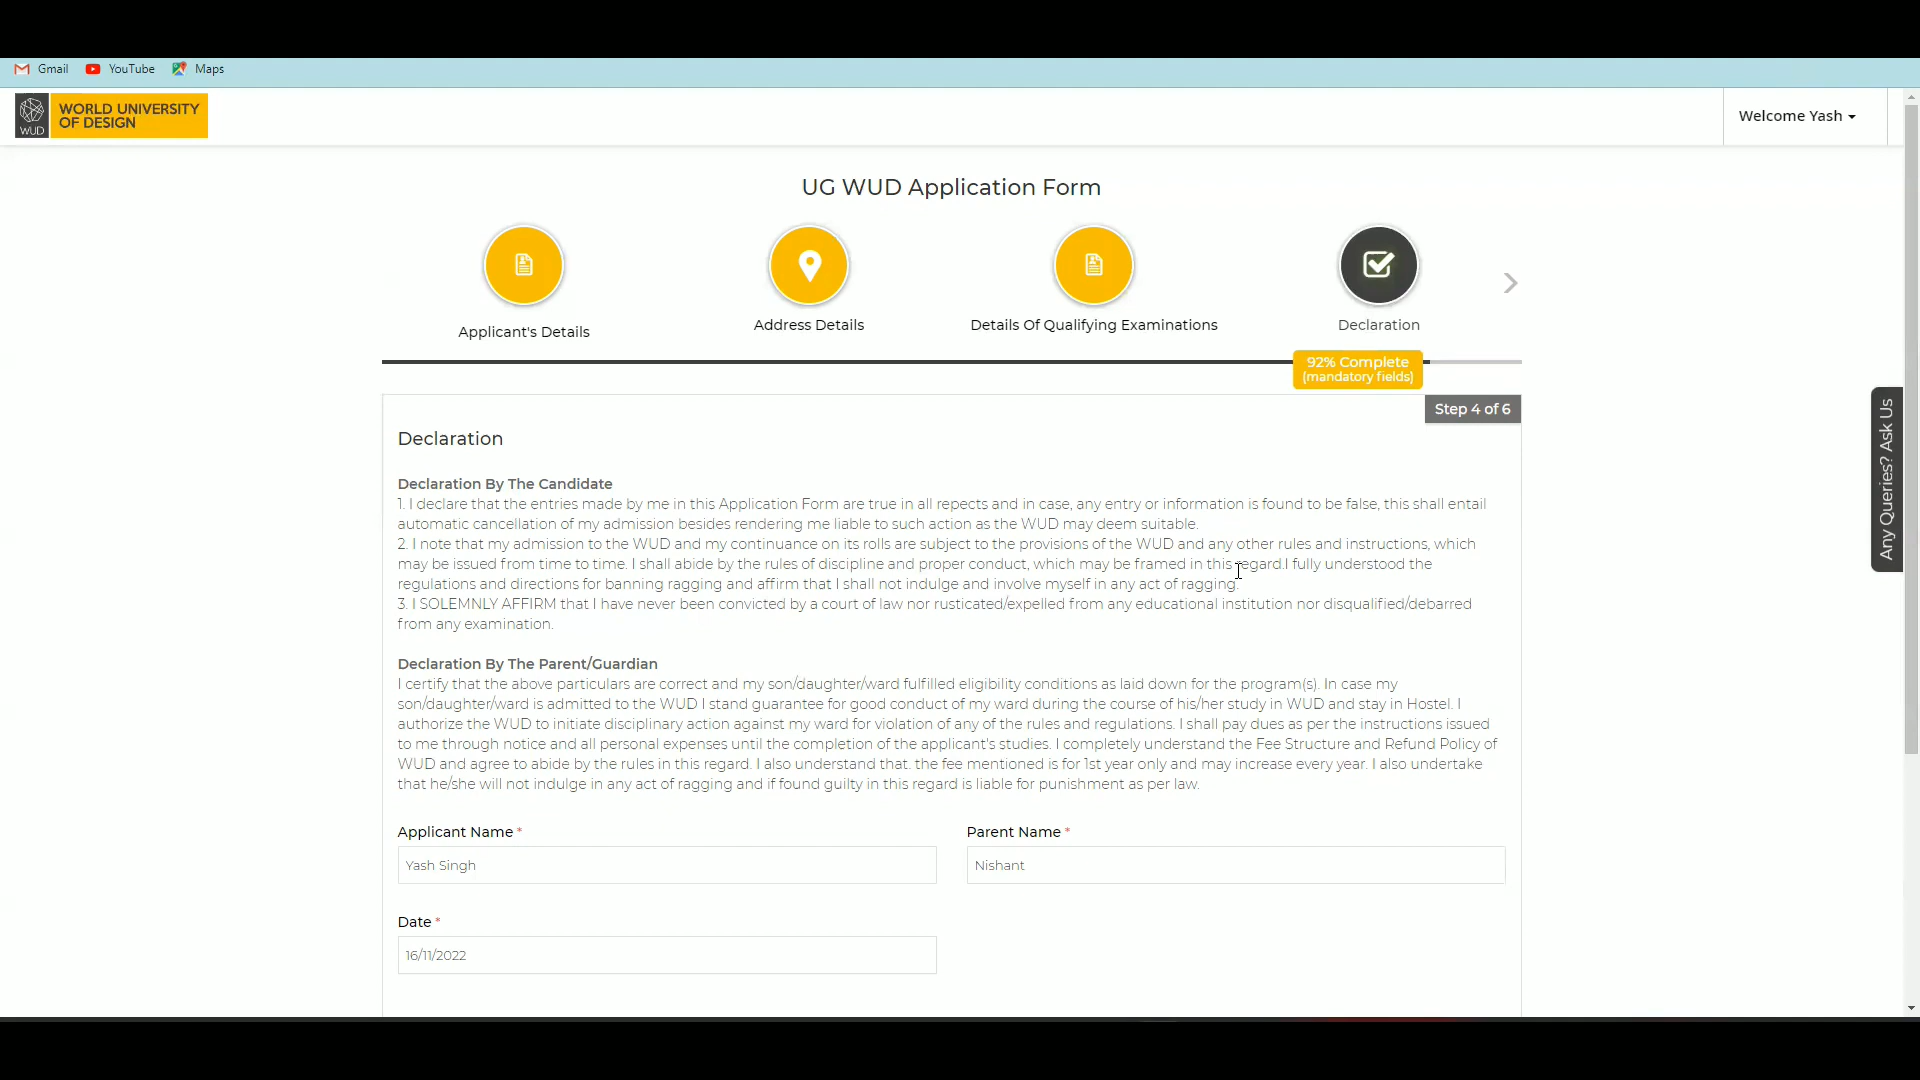 Gmail YouTube Maps
WORLD UNIVERSITY
OF DESIGN
WUD
Welcome Yash
UG WUD Application Form
Applicant's Details
Address Details
Details Of Qualifying Examinations
Declaration
92% Complete
(mandatory fields)
Step 4 of 6
Any Queries? Ask Us
Declaration
Declaration By The Candidate
1. I declare that the entries made by me in this Application Form are true in all repects and in case, any entry or information is found to be false, this shall entail
automatic cancellation of my admission besides rendering me liable to such action as the WUD may deem suitable.
2. I note that my admission to the WUD and my continuance on its rolls are subject to the provisions of the WUD and any other rules and instructions, which
may be issued from time to time. I shall abide by the rules of discipline and proper conduct, which may be framed in this regard.I fully understood the
regulations and directions for banning ragging and affirm that I shall not indulge and involve myself in any act of ragging.
3. I SOLEMNLY AFFIRM that I have never been convicted by a court of law nor rusticated/expelled from any educational institution nor disqualified/debarred
from any examination.
Declaration By The Parent/Guardian
I certify that the above particulars are correct and my son/daughter/ward fulfilled eligibility conditions as laid down for the program(s). In case my
son/daughter/ward is admitted to the WUD I stand guarantee for good conduct of my ward during the course of his/her study in WUD and stay in Hostel. I
authorize the WUD to initiate disciplinary action against my ward for violation of any of the rules and regulations. I shall pay dues as per the instructions issued
to me through notice and all personal expenses until the completion of the applicant's studies. I completely understand the Fee Structure and Refund Policy of
WUD and agree to abide by the rules in this regard. I also understand that. the fee mentioned is for 1st year only and may increase every year. I also undertake
that he/she will not indulge in any act of ragging and if found guilty in this regard is liable for punishment as per law.
Applicant Name *
Parent Name *
Yash Singh
Nishant
Date *
16/11/2022